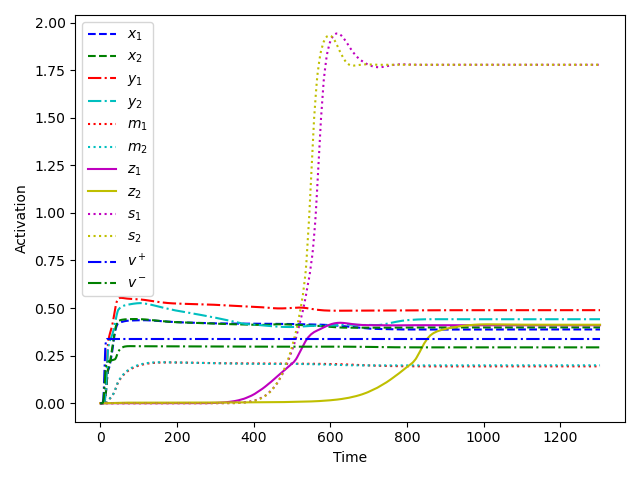 2.00
1.75
1.50
1.25
1.00
0.75
0.50
0.25
0.00
Activation
x₁
x₂
y₁
y₂
m₁
m₂
z₁
z₂
s₁
s₂
v⁺
v⁻
0 200 400 600 800 1000 1200
Time